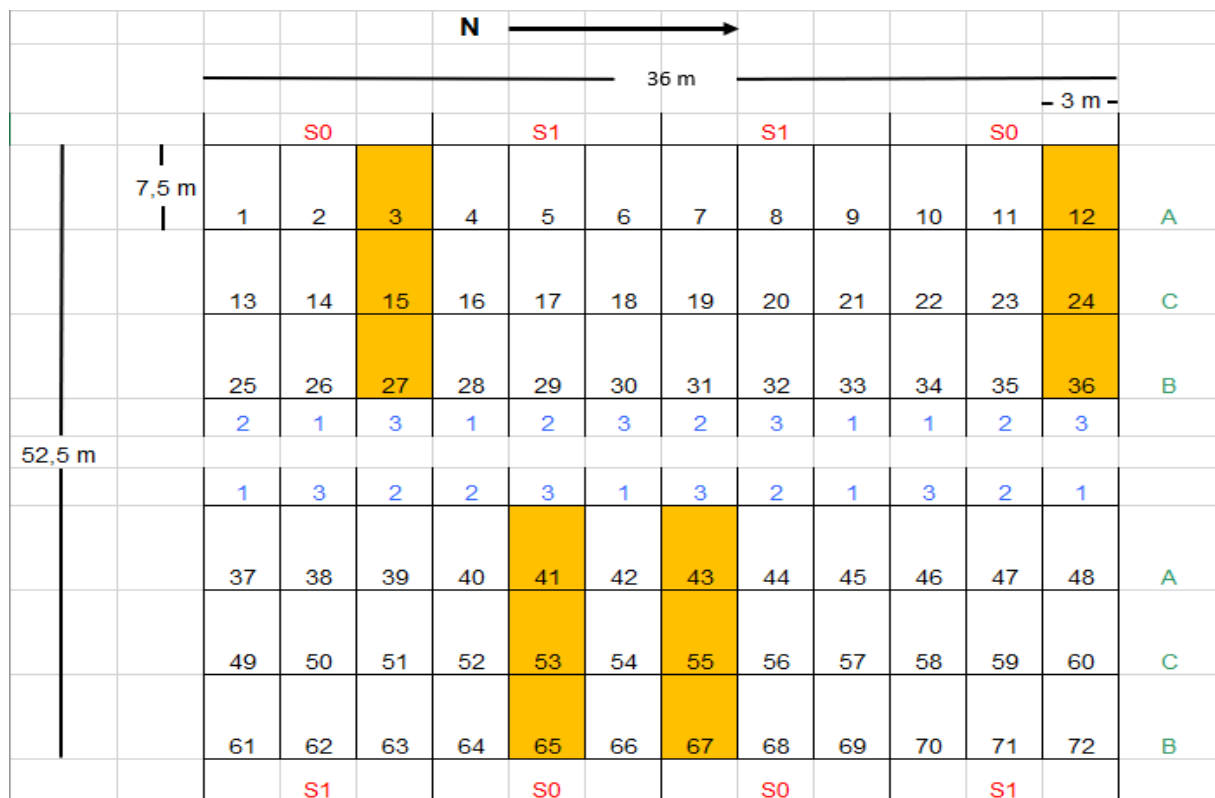 N
36 m
3 m
S0 S1 S1 S0
7,5 m
1 2 3 4 5 6 7 8 9 10 11 12 A
13 14 15 16 17 18 19 20 21 22 23 24 C
25 26 27 28 29 30 31 32 33 34 35 36 B
2 1 3 1 2 3 2 3 1 1 2 3
52,5 m
1 3 2 2 3 1 3 2 1 3 2 1
37 38 39 40 41 42 43 44 45 46 47 48 A
49 50 51 52 53 54 55 56 57 58 59 60 C
61 62 63 64 65 66 67 68 69 70 71 72 B
S1 S0 S0 S1